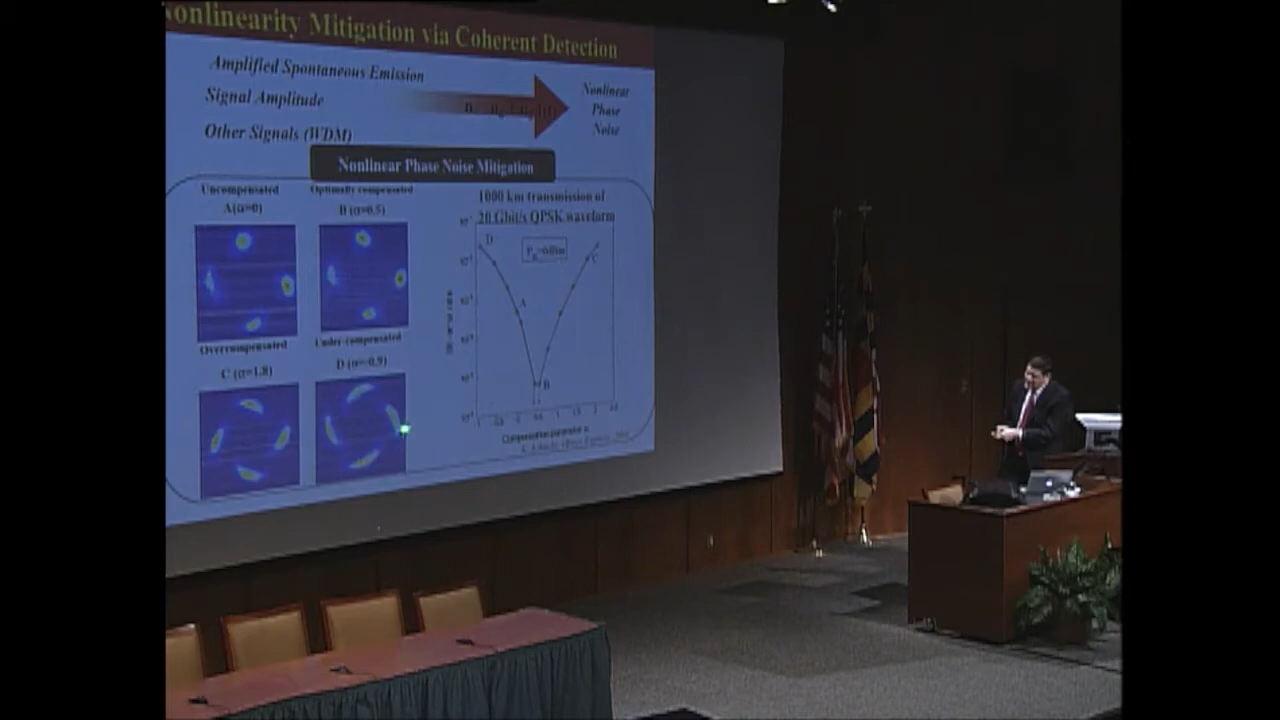 onlinearity Mitigation via Coherent Detection
Amplified Spontaneous Emission
Signal Amplitude
Other Signals (WDM)
Nonlinear
Phase
Noise
Nonlinear Phase Noise Mitigation
Uncompensated
A(α=0)
Optimally compensated
B (α=0.5)
Overcompensated
C (α=1.8)
Under-compensated
D (α=-0.9)
1000 km transmission of
20 Gbit/s QPSK waveform
D
C
A
B
Compensation parameter α